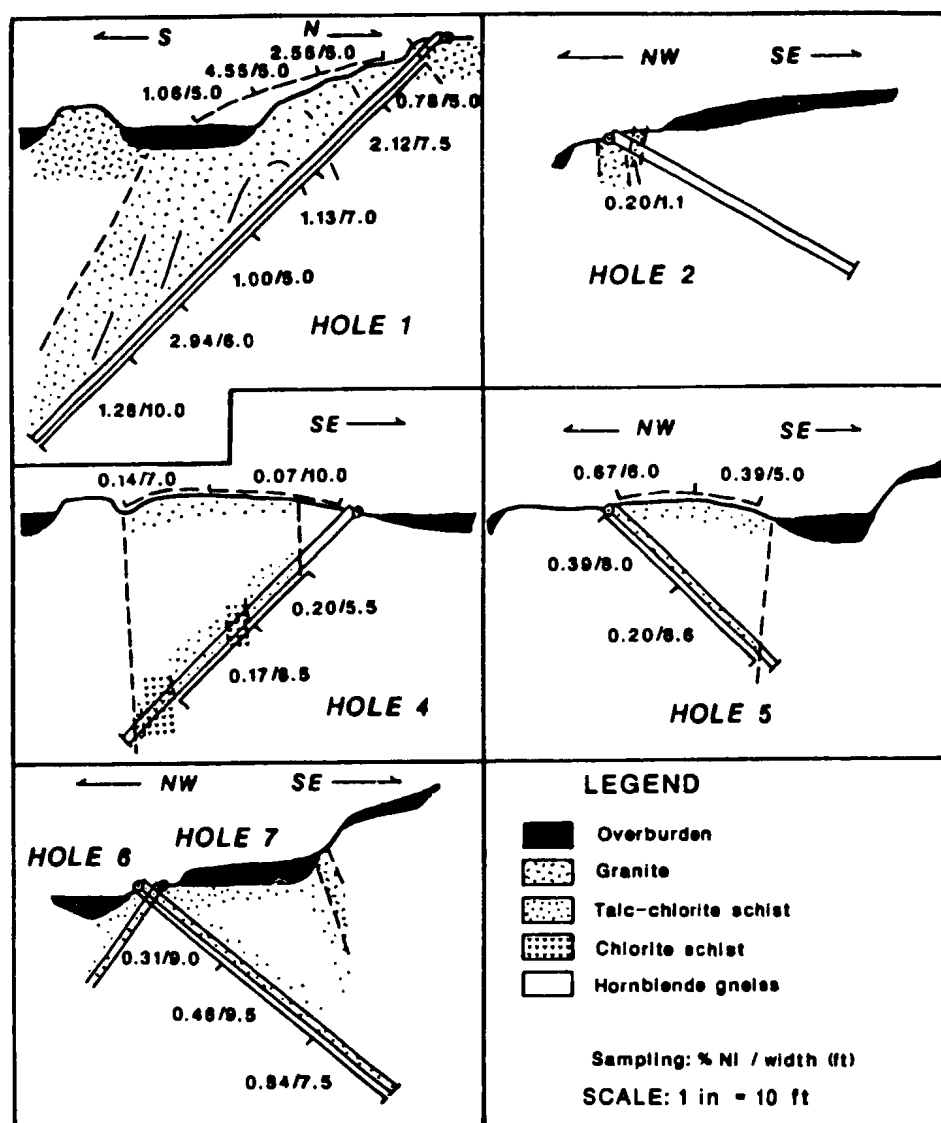 S
N
2.56/5.0
4.55/5.0
1.06/5.0
0.78/5.0
2.12/7.5
1.13/7.0
1.00/5.0
2.94/6.0
1.28/10.0
HOLE 1
NW
SE
0.20/1.1
HOLE 2
SE
0.14/7.0
0.07/10.0
0.20/5.5
0.17/6.5
HOLE 4
NW
SE
0.67/6.0
0.39/5.0
0.39/8.0
0.20/8.6
HOLE 5
NW
SE
HOLE 7
HOLE 6
0.31/9.0
0.46/9.5
0.84/7.5
LEGEND
Overburden
Granite
Talc-chlorite schist
Chlorite schist
Hornblende gneiss
Sampling: % NI / width (ft)
SCALE: 1 in = 10 ft